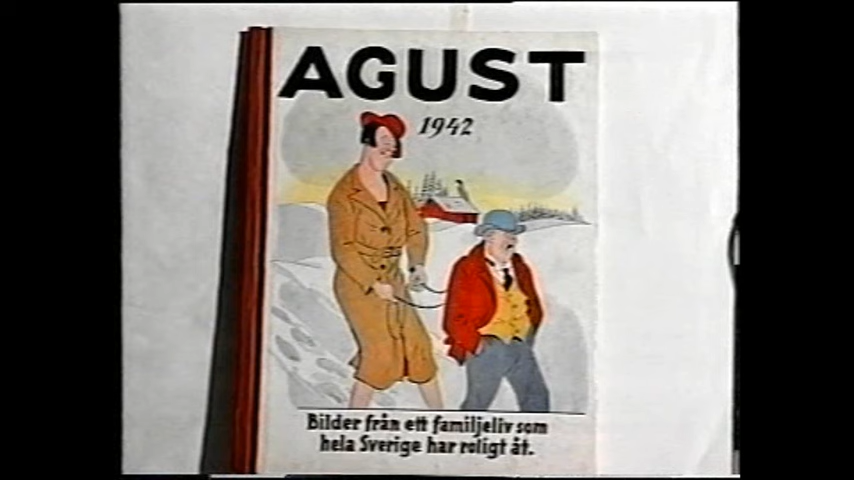 AGUST
1942
Bilder från ett familjeliv som
hela Sverige har roligt åt.